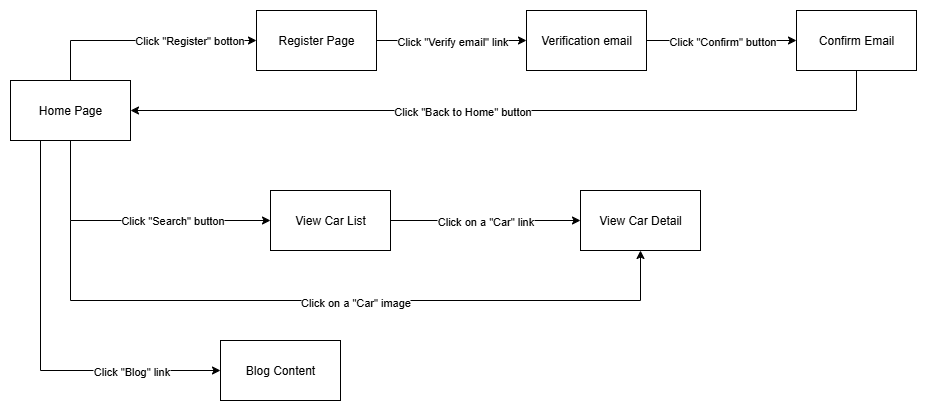 Click "Register" botton
Register Page
Click "Verify email" link
Verification email
Click "Confirm" button
Confirm Email
Home Page
Click "Back to Home" button
Click "Search" button
View Car List
Click on a "Car" link
View Car Detail
Click on a "Car" image
Click "Blog" link
Blog Content